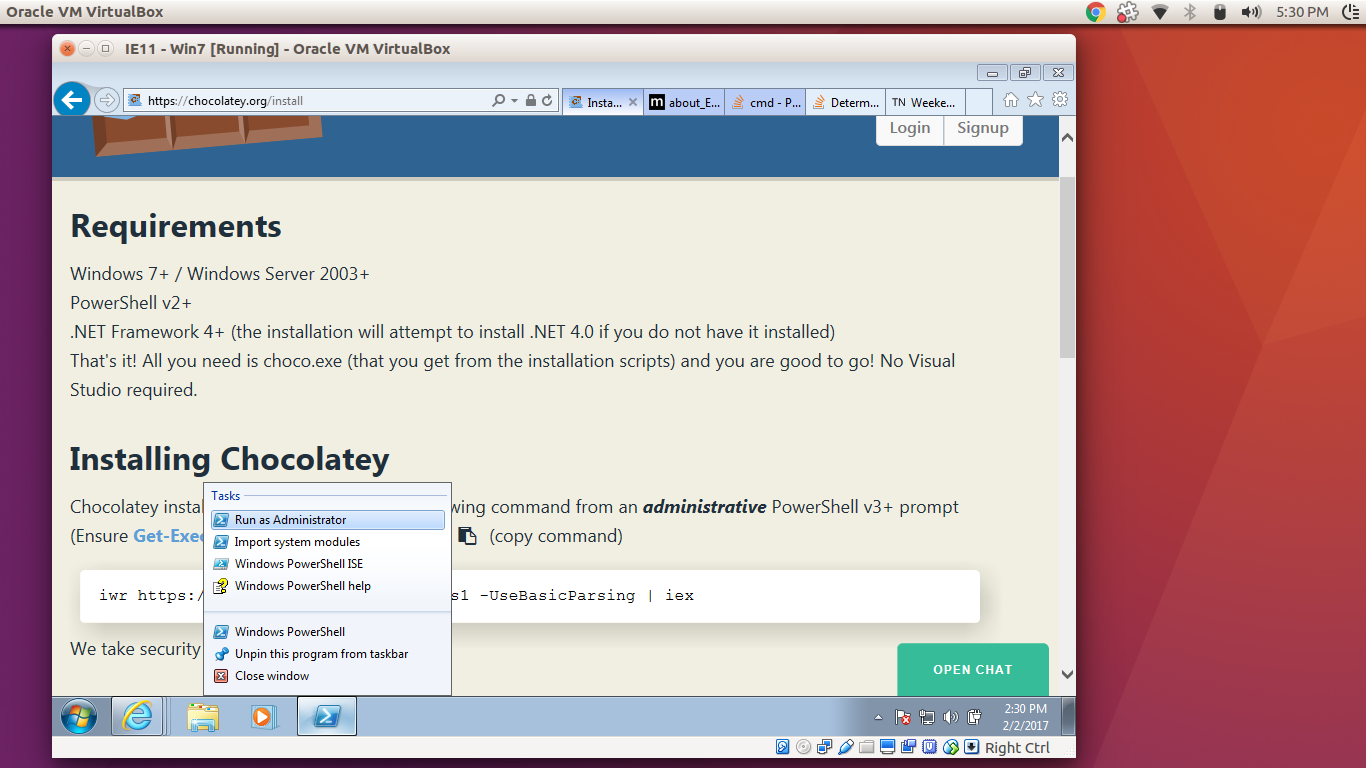 Oracle VM VirtualBox
5:30 PM
IE11 - Win7 [Running] - Oracle VM VirtualBox
https://chocolatey.org/install
Insta...
m about_E...
cmd - P...
Determ...
TN Weeke...
Login
Signup
Requirements
Windows 7+ / Windows Server 2003+
PowerShell v2+
.NET Framework 4+ (the installation will attempt to install .NET 4.0 if you do not have it installed)
That's it! All you need is choco.exe (that you get from the installation scripts) and you are good to go! No Visual
Studio required.
Installing Chocolatey
Chocolatey instal
wing command from an administrative PowerShell v3+ prompt
(Ensure Get-Exec
(copy command)
iwr https:/
s1 -UseBasicParsing | iex
We take security
Tasks
Run as Administrator
Import system modules
Windows PowerShell ISE
Windows PowerShell help
Windows PowerShell
Unpin this program from taskbar
Close window
OPEN CHAT
2:30 PM
2/2/2017
Right Ctrl